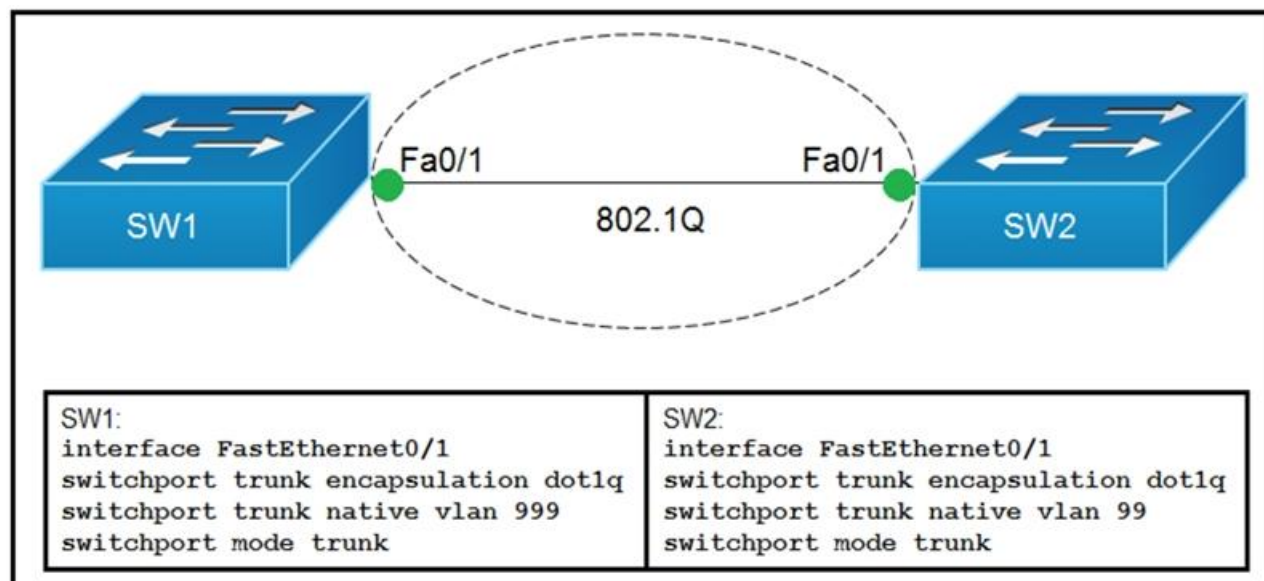 Fa0/1
Fa0/1
SW1
802.1Q
SW2
SW1:
interface FastEthernet0/1
switchport trunk encapsulation dot1q
switchport trunk native vlan 999
switchport mode trunk
SW2:
interface FastEthernet0/1
switchport trunk encapsulation dot1q
switchport trunk native vlan 99
switchport mode trunk